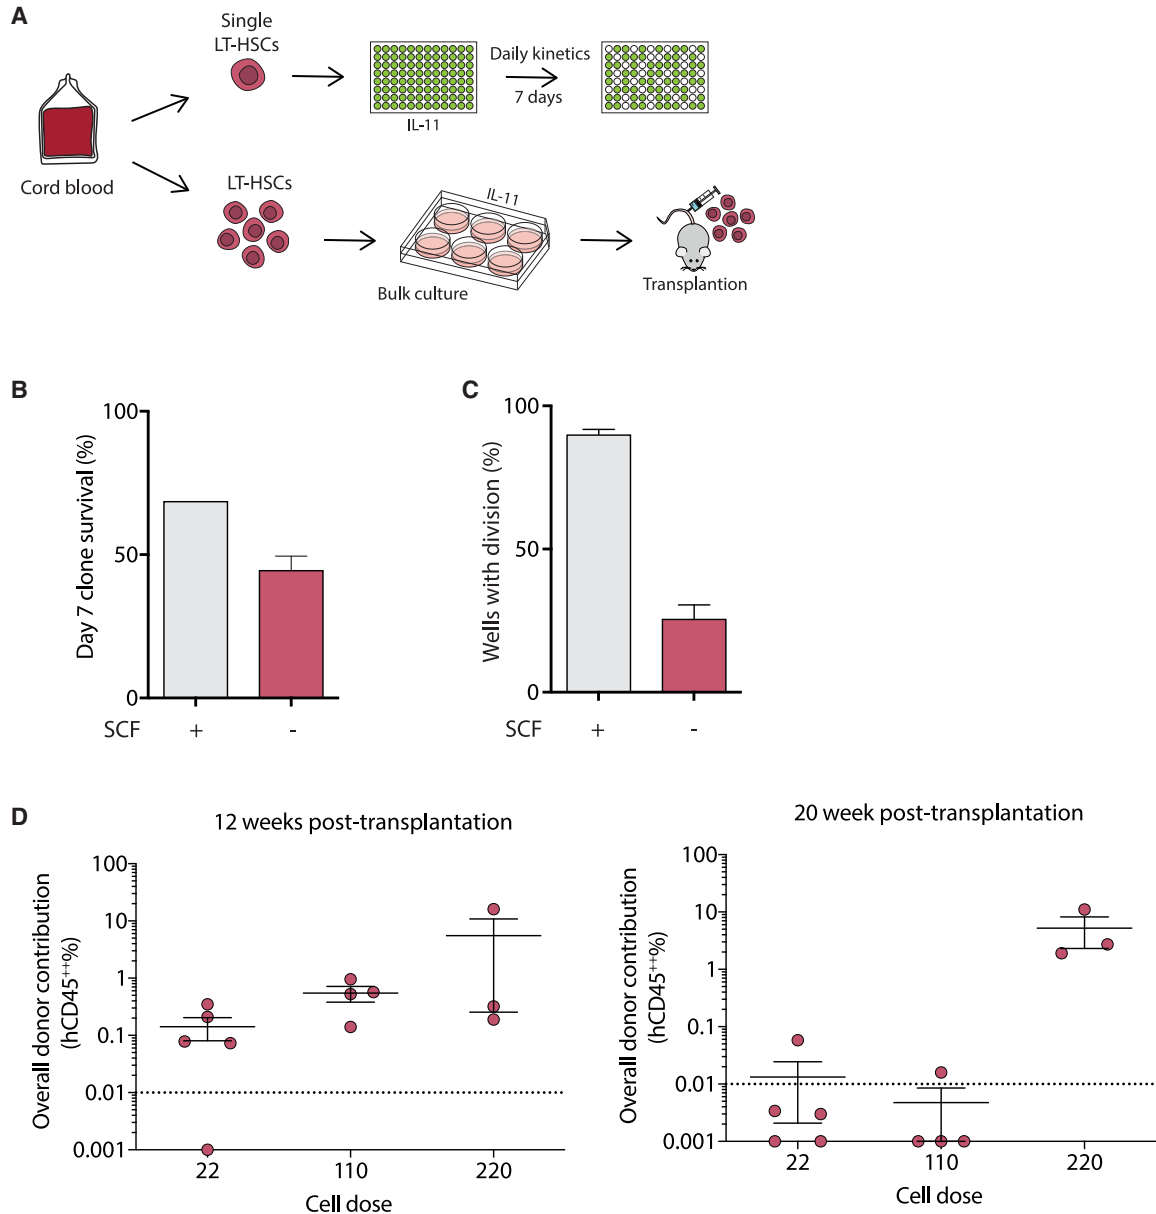 A
Single
LT-HSCs
Daily kinetics
7 days
IL-11
Cord blood
LT-HSCs
IL-11
Bulk culture
Transplantion
B
100
50
0
Day 7 clone survival (%)
SCF + -
C
100
50
0
Wells with division (%)
SCF + -
D
12 weeks post-transplantation
Overall donor contribution
(hCD45++%)
100
10
1
0.1
0.01
0.001
22 110 220
Cell dose
20 week post-transplantation
Overall donor contribution
(hCD45++%)
100
10
1
0.1
0.01
0.001
22 110 220
Cell dose